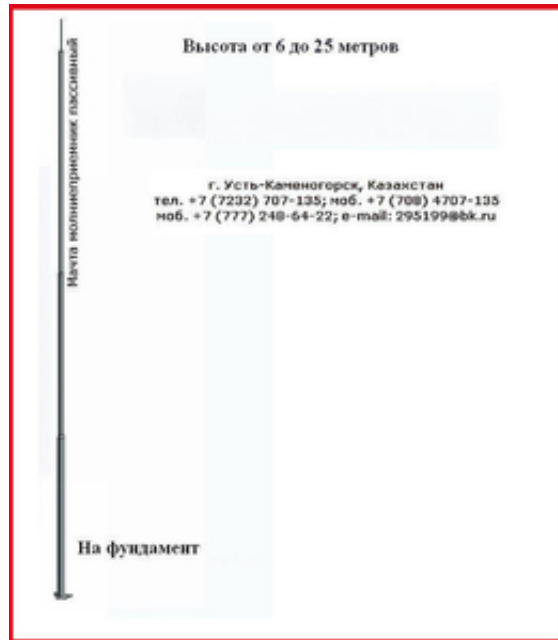 Высота от 6 до 25 метров
Мачта молниеприемник пассивный
г. Усть-Каменогорск, Казахстан
тел. +7 (7232) 707-135; моб. +7 (708) 4707-135
моб. +7 (777) 248-64-22; e-mail: 295199@bk.ru
На фундамент